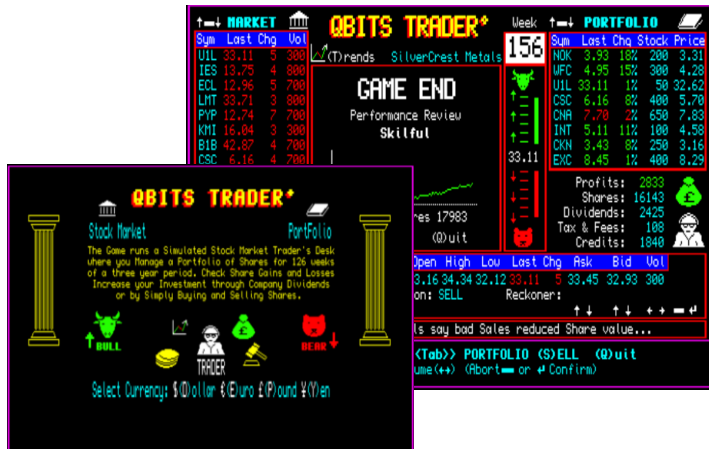 MARKET
QBITS TRADER+
Week
PORTFOLIO
Sym Last Chg Vol
(T)rends SilverCrest Metals
156
Sym Last Chg Stock Price
U1L 33.11 5 300
IES 13.75 4 800
ECL 12.96 5 700
LMT 33.71 3 800
PYP 12.74 7 700
KMI 16.04 3 300
B1B 42.87 4 700
CSC 6.16 4 700
GAME END
Performance Review
Skilful
res 17983
(Q)uit
33.11
NOK 3.93 18% 200 3.31
WFC 4.95 15% 300 4.28
U1L 33.11 1% 50 32.62
CSC 6.16 8% 400 5.70
CNA 7.70 2% 650 7.83
INT 5.11 11% 100 4.58
CKN 3.43 8% 250 3.16
EXC 8.45 1% 400 8.29
Profits: 2833
Shares: 16143
Dividends: 2425
Tax & Fees: 108
Credits: 1840
Open High Low Last Chg Ask Bid Vol
3.16 34.34 32.12 33.11 5 33.45 32.93 300
on: SELL Reckoner:
ls say bad Sales reduced Share value...
<Tab>> PORTFOLIO (S)ELL (Q)uit
ume(↔) (Abort or ↵ Confirm)
QBITS TRADER+
Stock Market
PortFolio
The Game runs a Simulated Stock Market Trader's Desk
where you Manage a Portfolio of Shares for 126 weeks
of a three year period. Check Share Gains and Losses
Increase your Investment through Company Dividends
or by Simply Buying and Selling Shares.
BULL
TRADER
BEAR
Select Currency: $(D)ollar €(E)uro £(P)ound ¥(Y)en